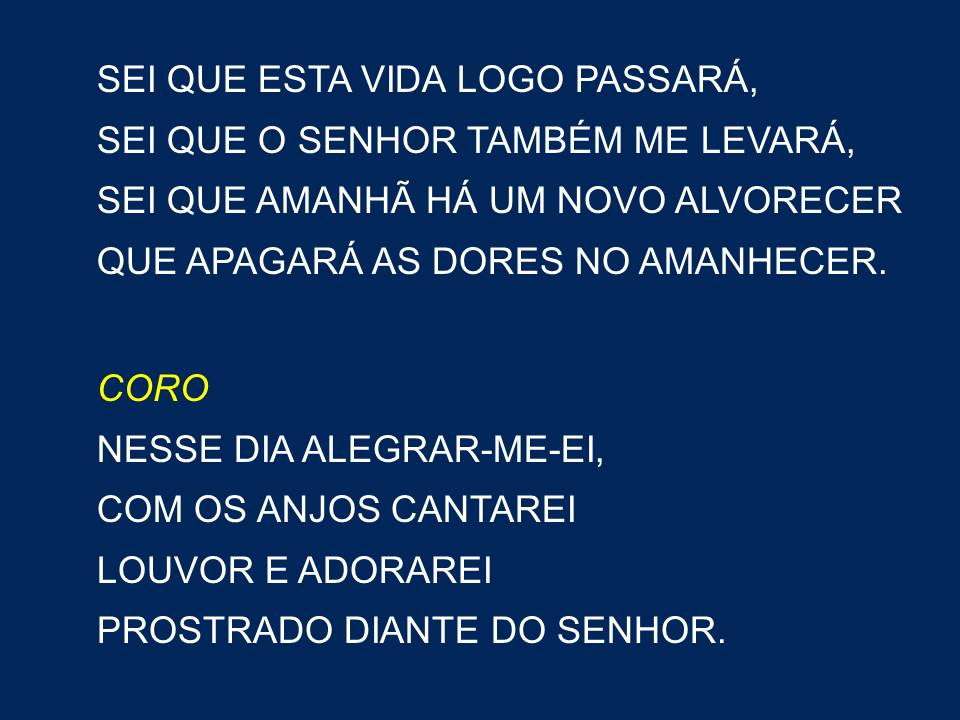 SEI QUE ESTA VIDA LOGO PASSARÁ,
SEI QUE O SENHOR TAMBÉM ME LEVARÁ,
SEI QUE AMANHÃ HÁ UM NOVO ALVORECER
QUE APAGARÁ AS DORES NO AMANHECER.
CORO
NESSE DIA ALEGRAR-ME-EI,
COM OS ANJOS CANTAREI
LOUVOR E ADORAREI
PROSTRADO DIANTE DO SENHOR.